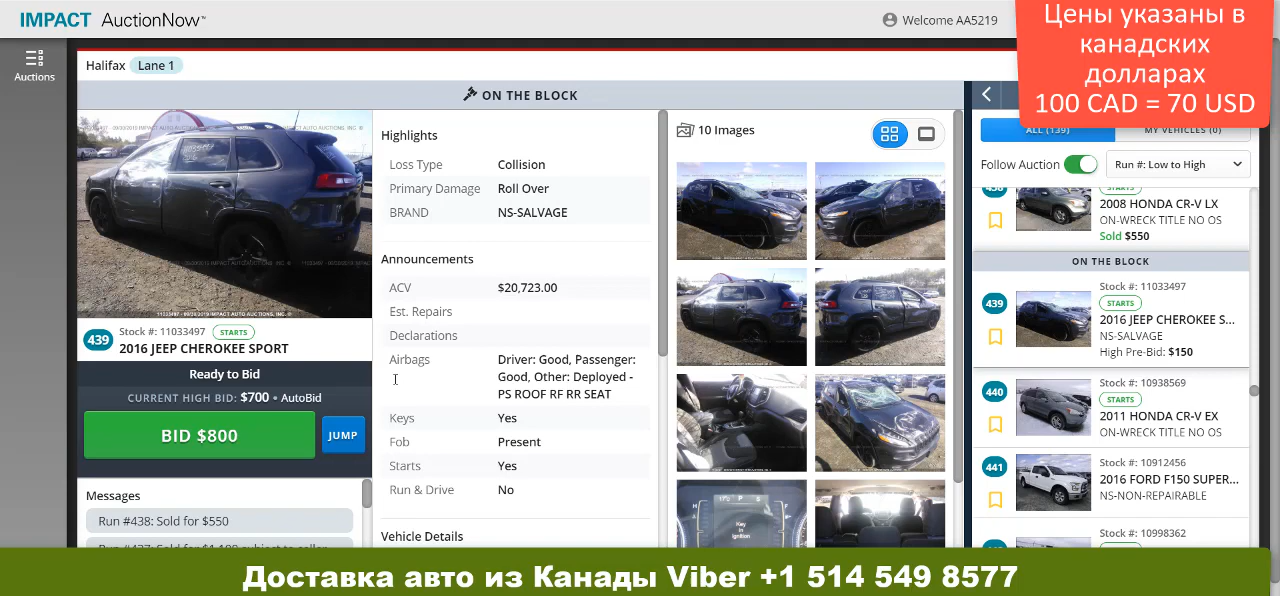 IMPACT AuctionNow™
Welcome AA5219
Цены указаны в
канадских
долларах
100 CAD = 70 USD
Auctions
Halifax Lane 1
ON THE BLOCK
439
Stock #: 11033497 STARTS
2016 JEEP CHEROKEE SPORT
Ready to Bid
CURRENT HIGH BID: $700 • AutoBid
BID $800
JUMP
Messages
Run #438: Sold for $550
Highlights
Loss Type Collision
Primary Damage Roll Over
BRAND NS-SALVAGE
Announcements
ACV $20,723.00
Est. Repairs
Declarations
Airbags Driver: Good, Passenger:
Good, Other: Deployed -
PS ROOF RF RR SEAT
Keys Yes
Fob Present
Starts Yes
Run & Drive No
Vehicle Details
10 Images
Key
in
Ignition
ALL (139)
MY VEHICLES (0)
Follow Auction
Run #: Low to High
438
STARTS
2008 HONDA CR-V LX
ON-WRECK TITLE NO OS
Sold $550
ON THE BLOCK
439
Stock #: 11033497
STARTS
2016 JEEP CHEROKEE S...
NS-SALVAGE
High Pre-Bid: $150
440
Stock #: 10938569
STARTS
2011 HONDA CR-V EX
ON-WRECK TITLE NO OS
441
Stock #: 10912456
2016 FORD F150 SUPER...
NS-NON-REPAIRABLE
Stock #: 10998362
Доставка авто из Канады Viber +1 514 549 8577